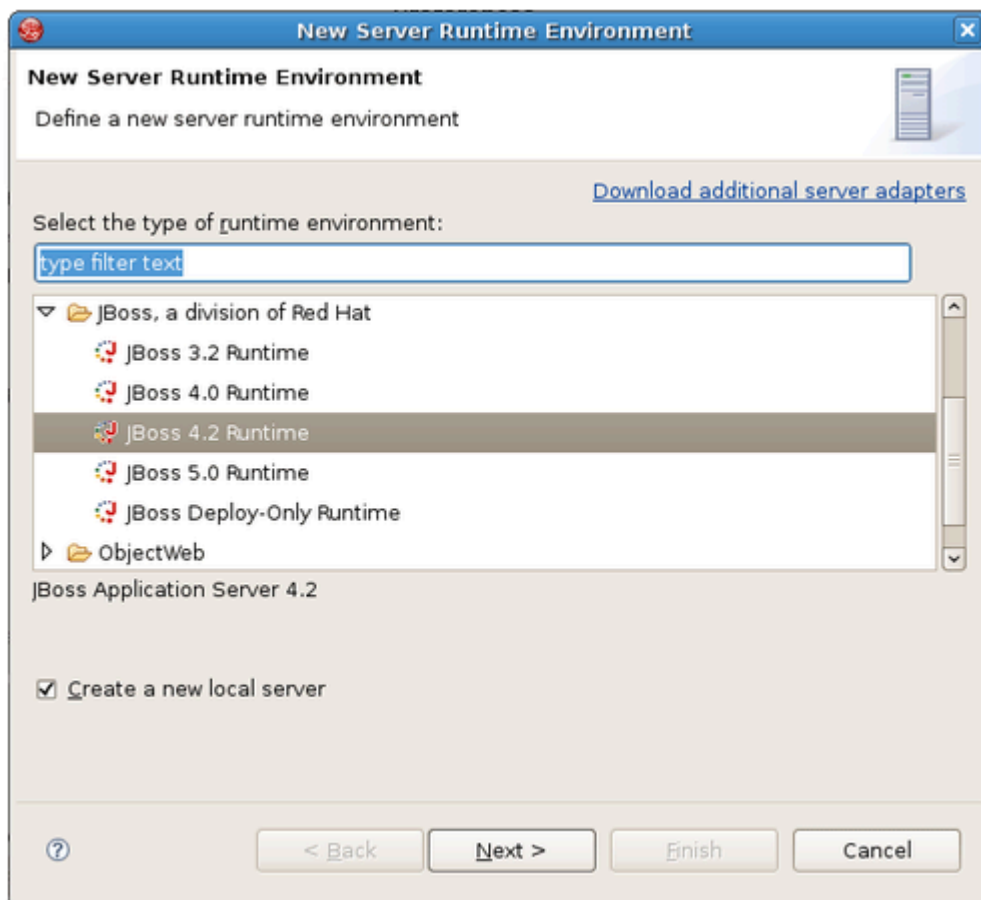 New Server Runtime Environment
New Server Runtime Environment
Define a new server runtime environment
Download additional server adapters
Select the type of runtime environment:
type filter text
JBoss, a division of Red Hat
JBoss 3.2 Runtime
JBoss 4.0 Runtime
JBoss 4.2 Runtime
JBoss 5.0 Runtime
JBoss Deploy-Only Runtime
ObjectWeb
JBoss Application Server 4.2
Create a new local server
< Back Next > Finish Cancel